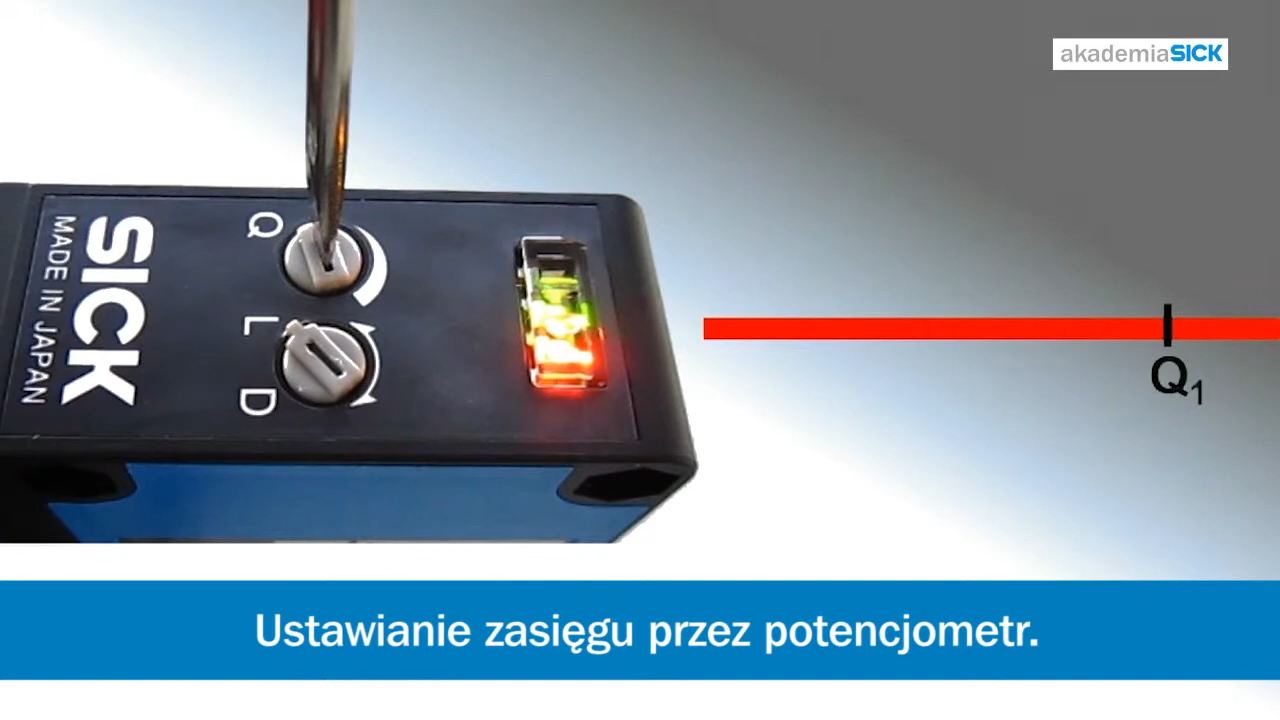 akademiaSICK
SICK
MADE IN JAPAN
Q
L
D
Q₁
Ustawianie zasięgu przez potencjometr.